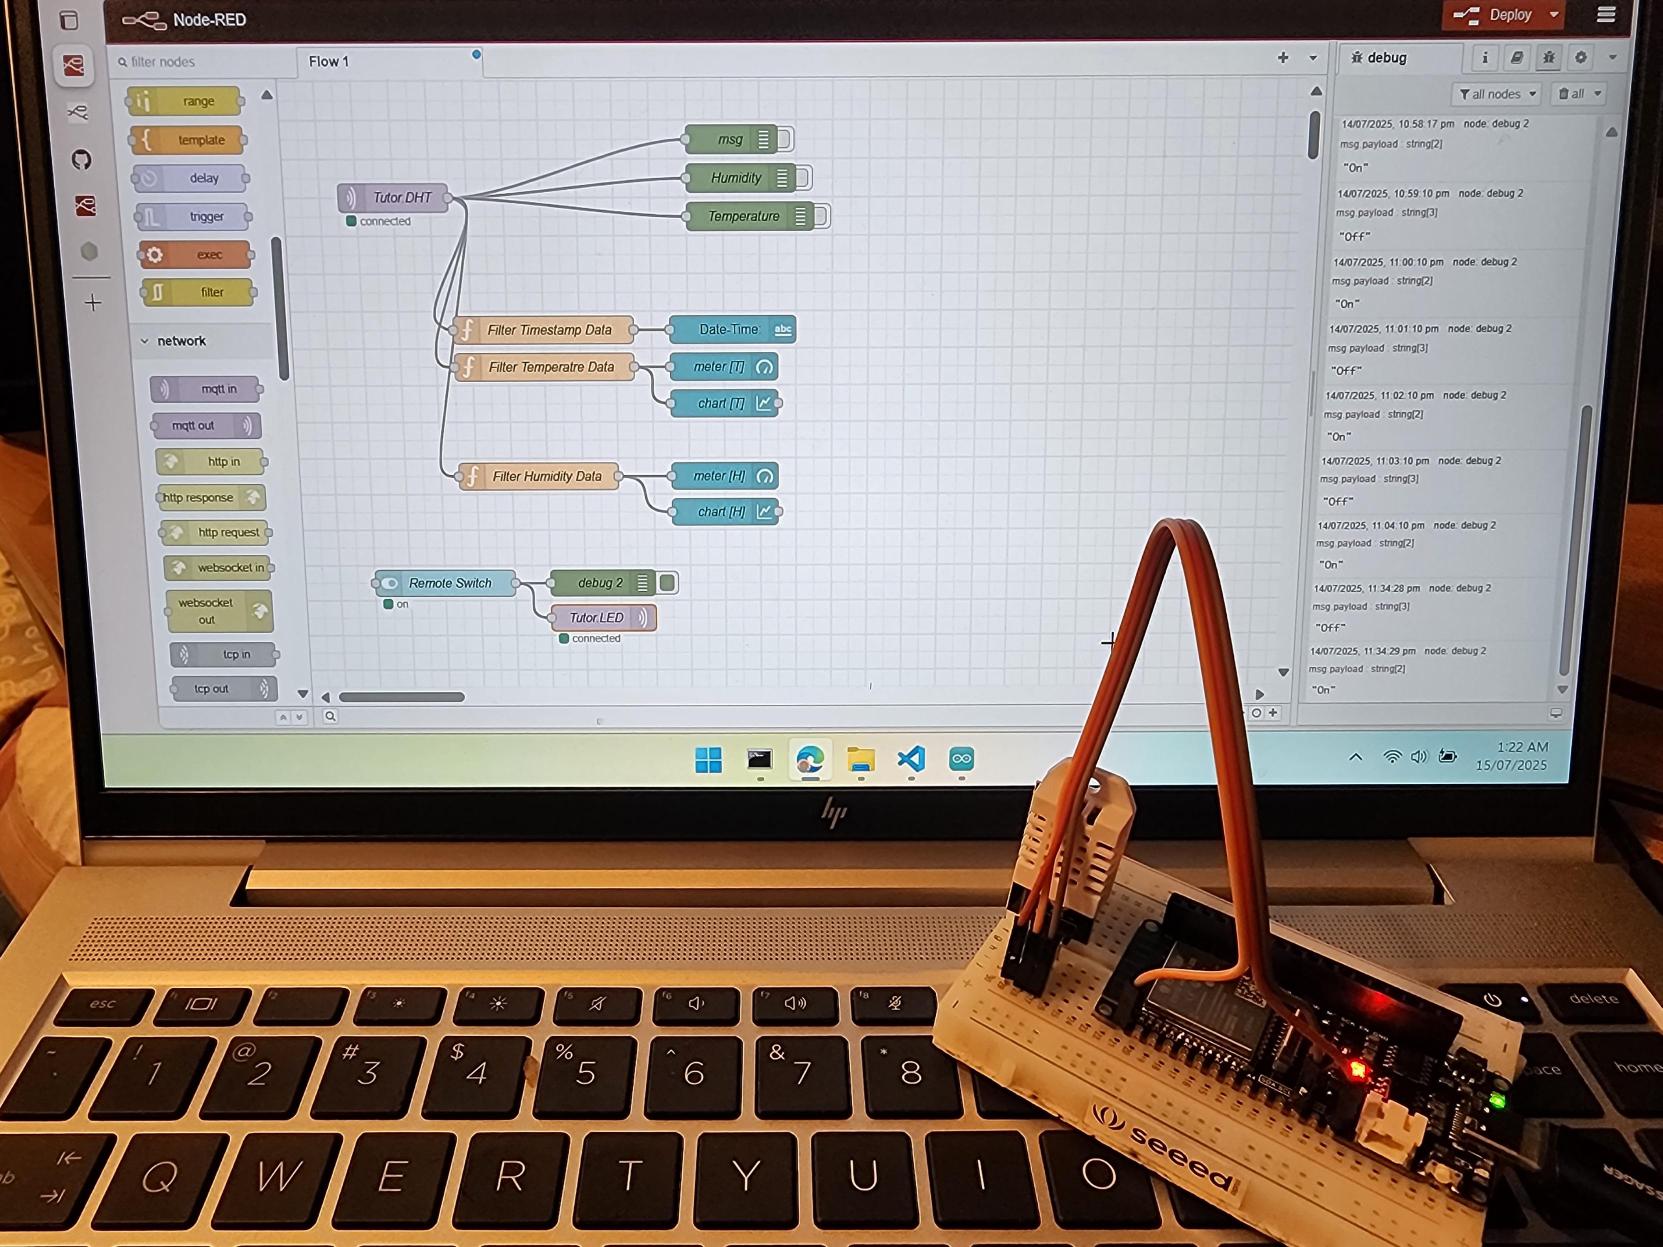 Node-RED
Deploy
filter nodes
Flow 1
debug
i
all nodes
all
range
template
delay
trigger
exec
filter
network
mqtt in
mqtt out
http in
http response
http request
websocket in
websocket
out
tcp in
tcp out
Tutor.DHT
connected
msg
Humidity
Temperature
Filter Timestamp Data
Date-Time:
abc
Filter Temperatre Data
meter [T]
chart [T]
Filter Humidity Data
meter [H]
chart [H]
Remote Switch
on
debug 2
Tutor.LED
connected
14/07/2025, 10:58:17 pm node: debug 2
msg.payload : string[2]
"On"
14/07/2025, 10:59:10 pm node: debug 2
msg.payload : string[3]
"Off"
14/07/2025, 11:00:10 pm node: debug 2
msg.payload : string[2]
"On"
14/07/2025, 11:01:10 pm node: debug 2
msg.payload : string[3]
"Off"
14/07/2025, 11:02:10 pm node: debug 2
msg.payload : string[2]
"On"
14/07/2025, 11:03:10 pm node: debug 2
msg.payload : string[3]
"Off"
14/07/2025, 11:04:10 pm node: debug 2
msg.payload : string[2]
"On"
14/07/2025, 11:34:28 pm node: debug 2
msg.payload : string[3]
"Off"
14/07/2025, 11:34:29 pm node: debug 2
msg.payload : string[2]
"On"
1:22 AM
15/07/2025
hp
esc
f3
f4
f5
f6
f7
f8
delete
~
! 1
@ 2
# 3
$ 4
% 5
^ 6
& 7
* 8
home
Q W E R T Y U I O
seeed